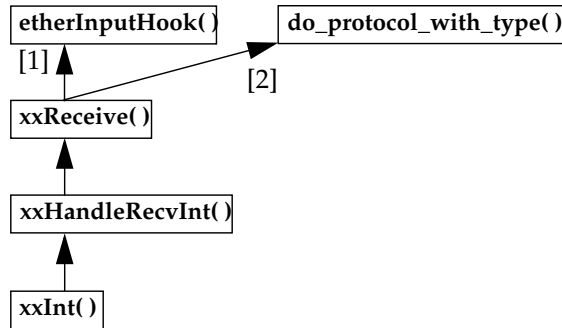 etherInputHook( )
do_protocol_with_type( )
[1]
[2]
xxReceive( )
xxHandleRecvInt( )
xxInt( )